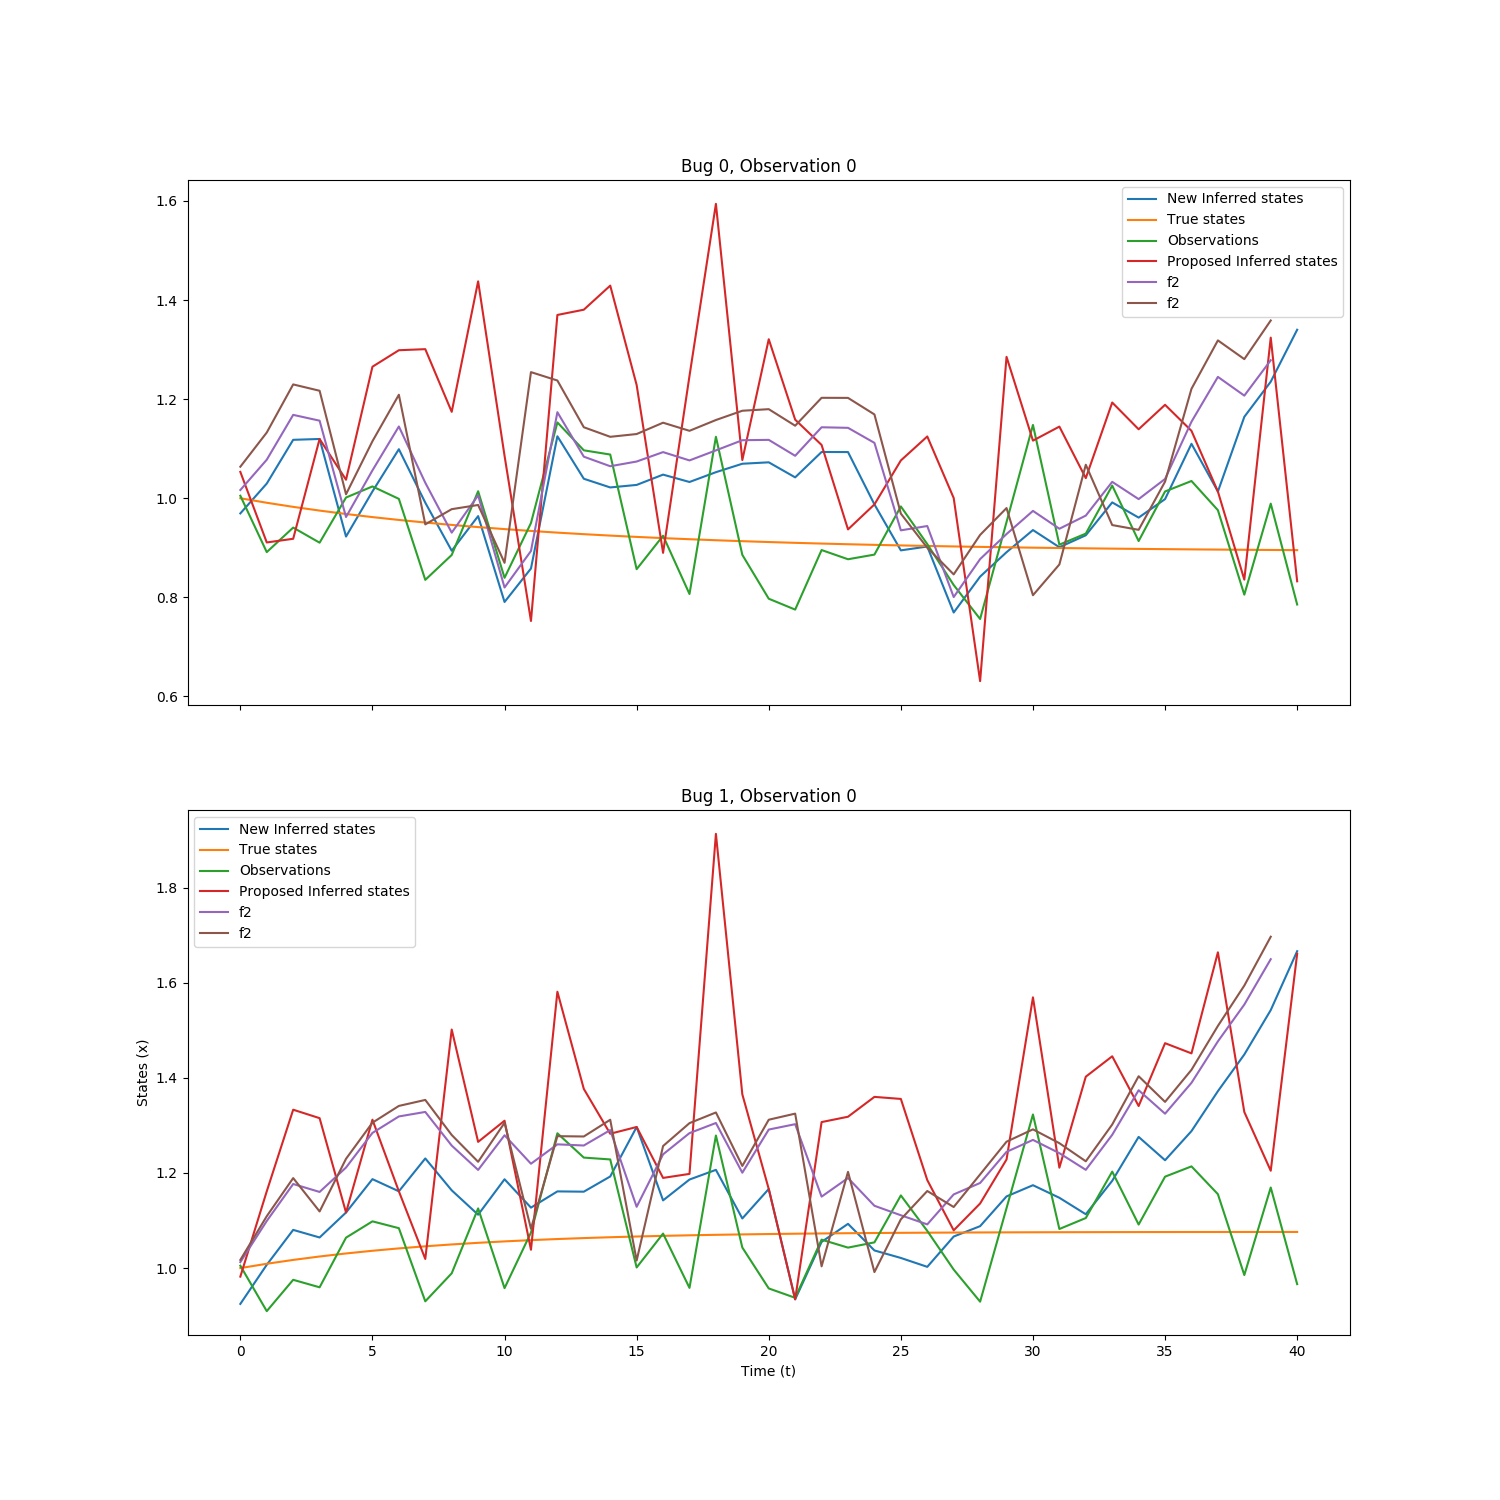 Bug 0, Observation 0
1.6
1.4
1.2
1.0
0.8
0.6
New Inferred states
True states
Observations
Proposed Inferred states
f2
f2
Bug 1, Observation 0
New Inferred states
True states
Observations
Proposed Inferred states
f2
f2
States (x)
1.8
1.6
1.4
1.2
1.0
0 5 10 15 20 25 30 35 40
Time (t)